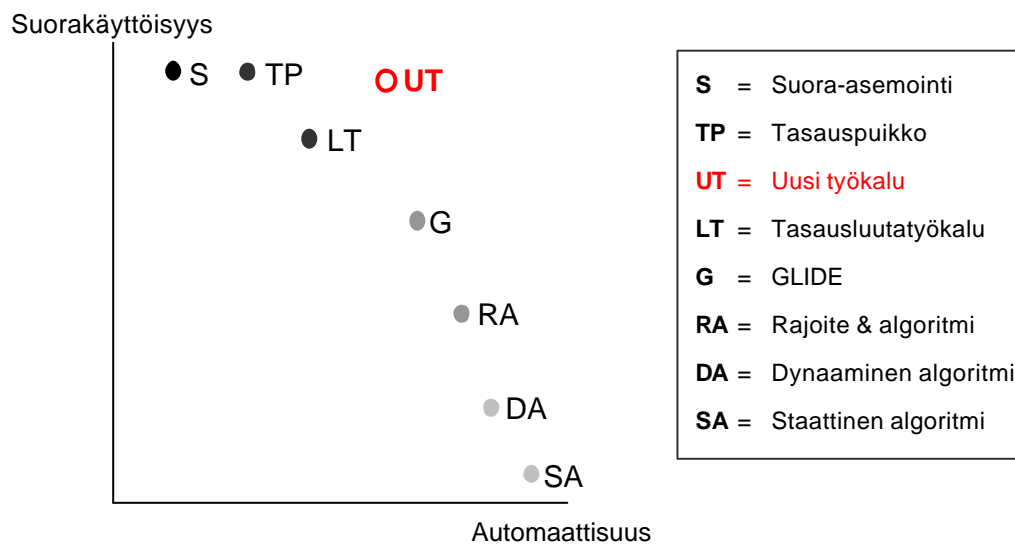 Suorakäyttöisyys
S
TP
UT
LT
G
RA
DA
SA
Automaattisuus
S = Suora-asemointi
TP = Tasauspuikko
UT = Uusi työkalu
LT = Tasausluutatyökalu
G = GLIDE
RA = Rajoite & algoritmi
DA = Dynaaminen algoritmi
SA = Staattinen algoritmi